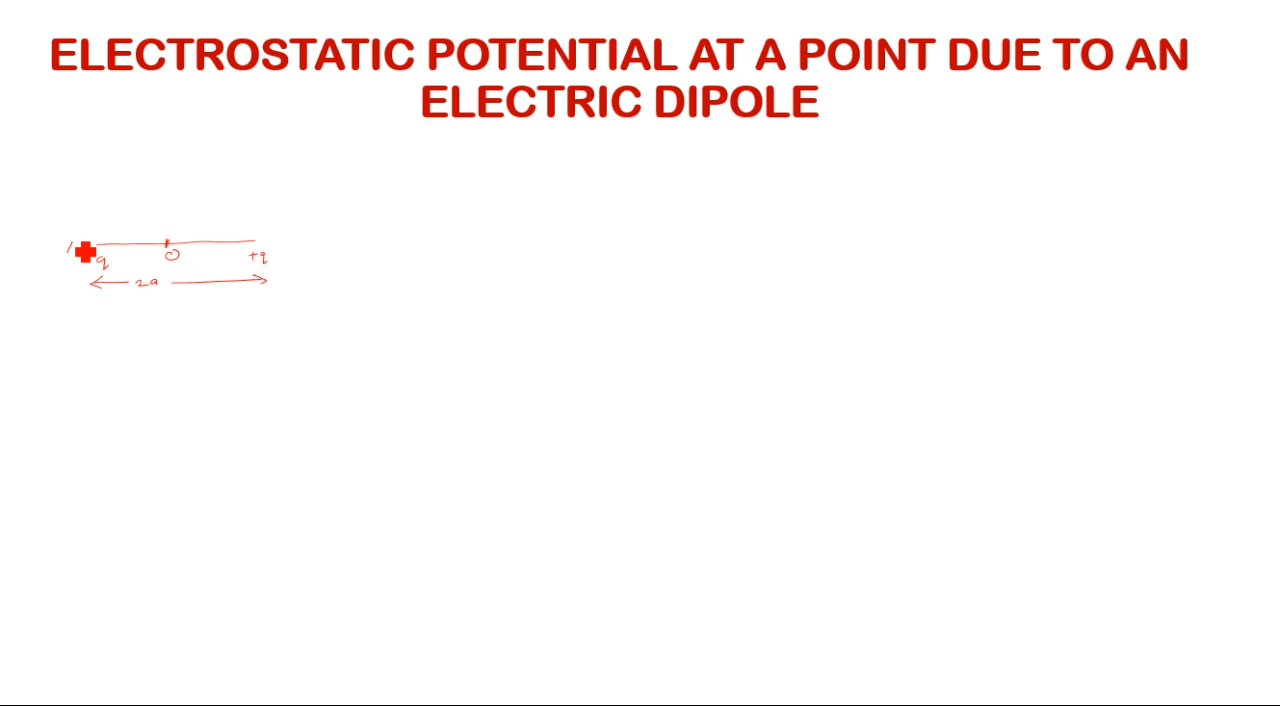 ELECTROSTATIC POTENTIAL AT A POINT DUE TO AN
ELECTRIC DIPOLE
q O +q
2a